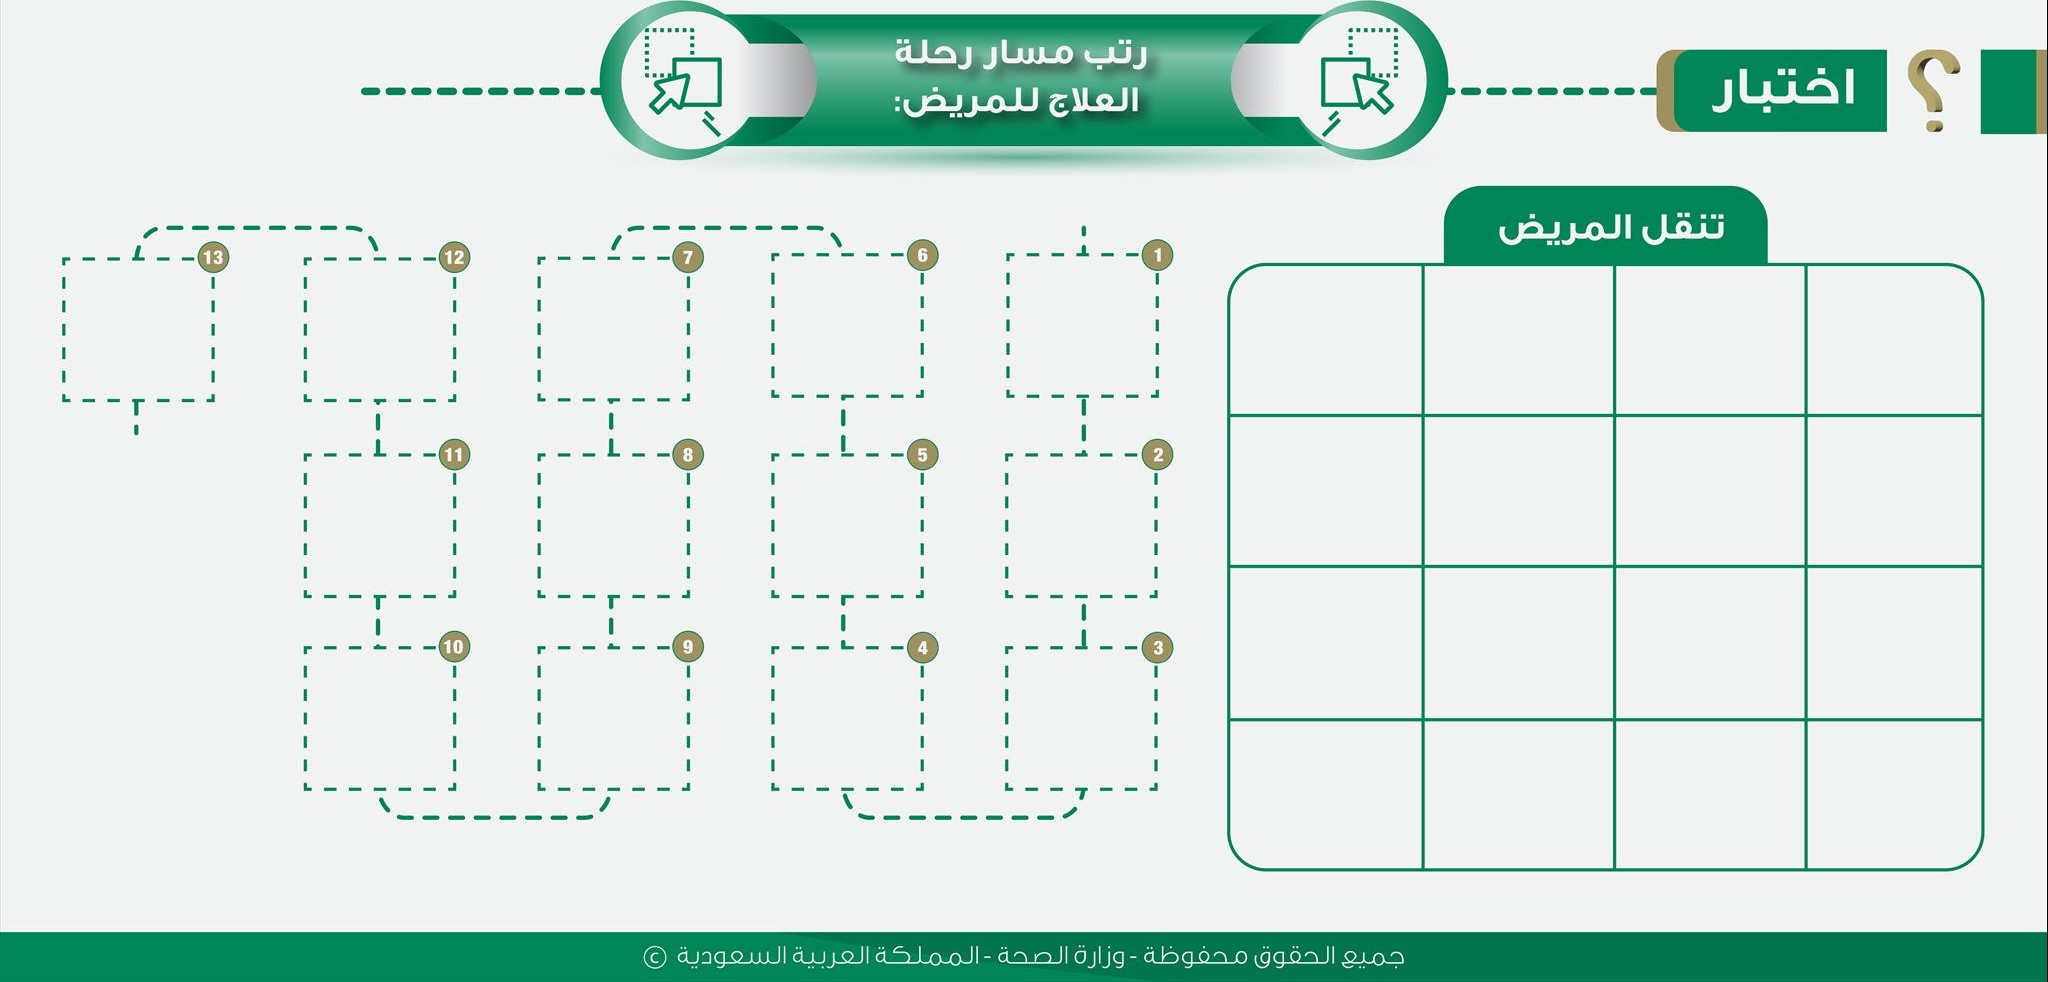 اختبار ؟
رتب مسار رحلة
العلاج للمريض:
تنقل المريض
1
2
3
4
5
6
7
8
9
10
11
12
13
جميع الحقوق محفوظة - وزارة الصحة - المملكة العربية السعودية ©